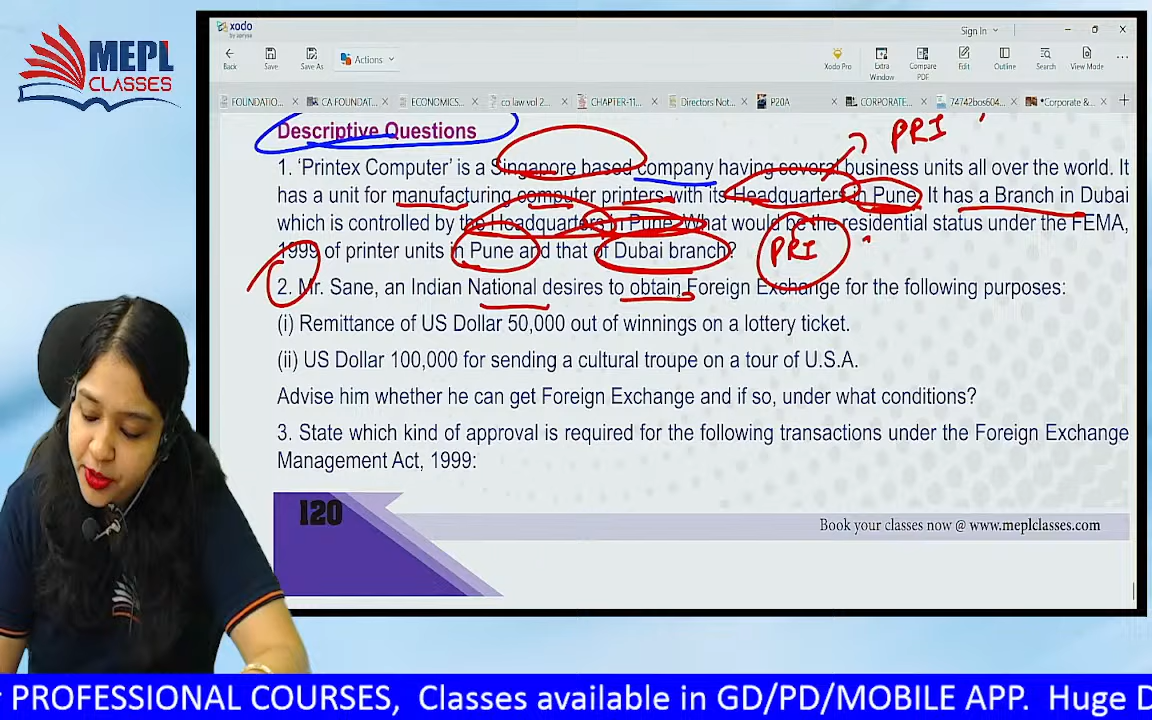 MEPL
CLASSES
xodo
by apryse
Sign In
Back
Save
Save As
Actions
Xodo Pro
Extra Window
Compare PDF
Edit
Outline
Search
View Mode
FOUNDATIO... × CA FOUNDAT... × ECONOMICS... × co law vol 2... × CHAPTER-11... × Directors Not... × P20A × CORPORATE... × 74742bos604... × *Corporate &... × +
Descriptive Questions
PRI
1. ‘Printex Computer’ is a Singapore based company having several business units all over the world. It
has a unit for manufacturing computer printers with its Headquarters in Pune. It has a Branch in Dubai
which is controlled by the Headquarters in Pune. What would be the residential status under the FEMA,
1999 of printer units in Pune and that of Dubai branch?
PRI
2. Mr. Sane, an Indian National desires to obtain Foreign Exchange for the following purposes:
(i) Remittance of US Dollar 50,000 out of winnings on a lottery ticket.
(ii) US Dollar 100,000 for sending a cultural troupe on a tour of U.S.A.
Advise him whether he can get Foreign Exchange and if so, under what conditions?
3. State which kind of approval is required for the following transactions under the Foreign Exchange
Management Act, 1999:
120
Book your classes now @ www.meplclasses.com
PROFESSIONAL COURSES, Classes available in GD/PD/MOBILE APP. Huge D